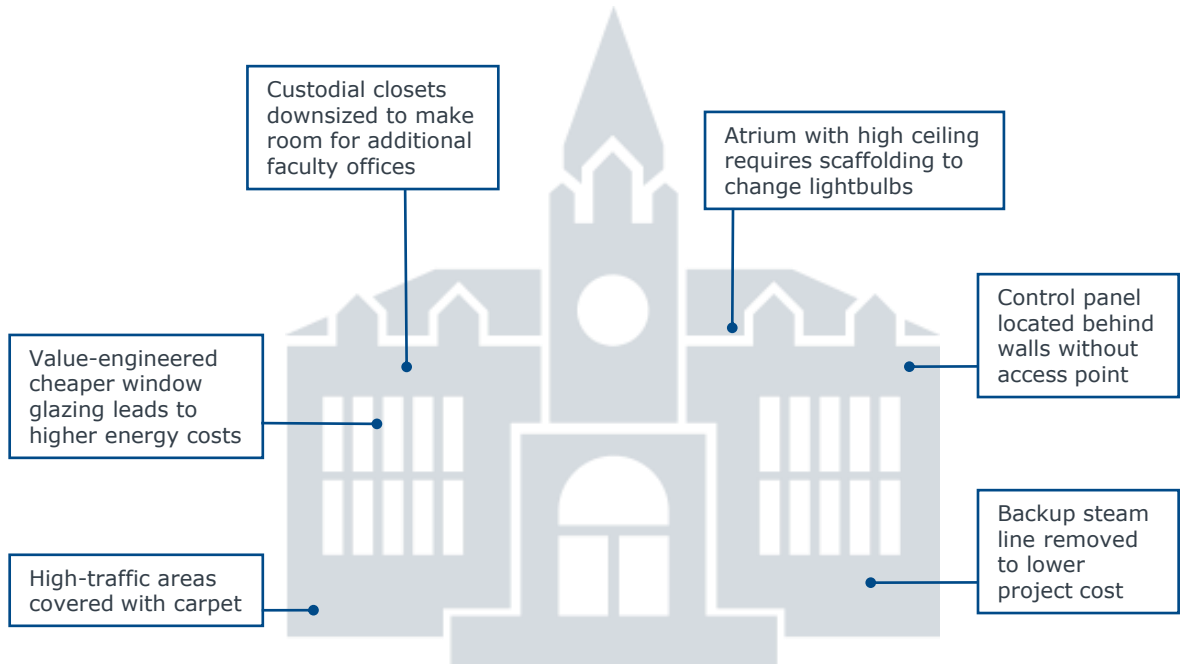 Custodial closets
downsized to make
room for additional
faculty offices
Atrium with high ceiling
requires scaffolding to
change lightbulbs
Control panel
located behind
walls without
access point
Value-engineered
cheaper window
glazing leads to
higher energy costs
Backup steam
line removed
to lower
project cost
High-traffic areas
covered with carpet